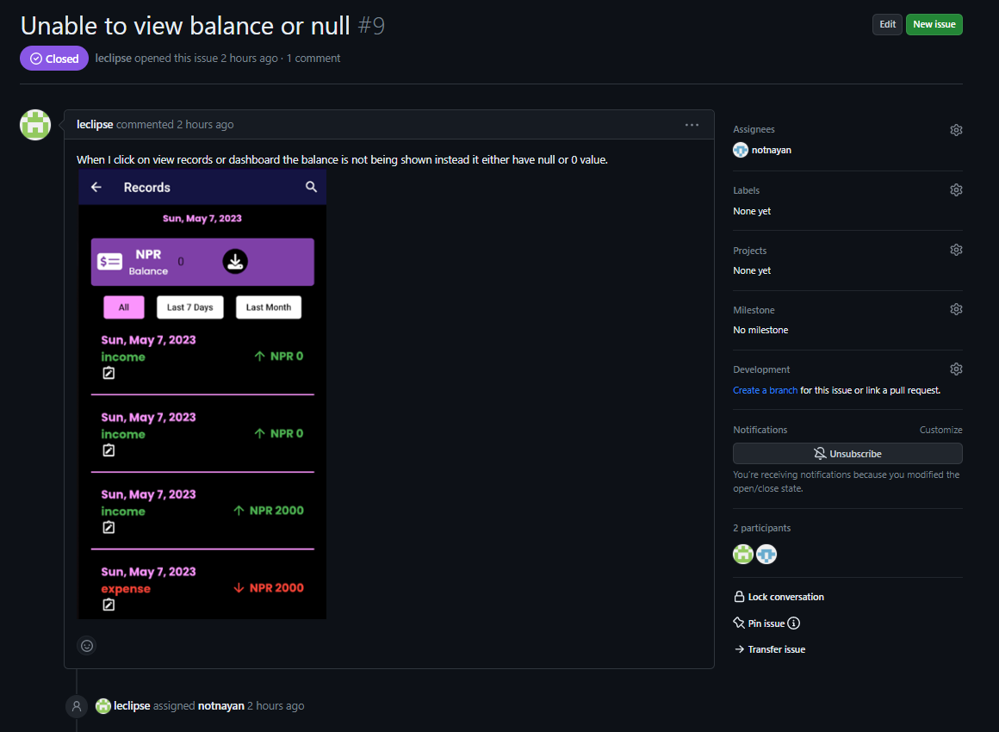 Unable to view balance or null #9
Edit
New issue
Closed
leclipse opened this issue 2 hours ago · 1 comment
leclipse commented 2 hours ago
When I click on view records or dashboard the balance is not being shown instead it either have null or 0 value.
Records
Sun, May 7, 2023
NPR
Balance
0
All
Last 7 Days
Last Month
Sun, May 7, 2023
income
NPR 0
Sun, May 7, 2023
income
NPR 0
Sun, May 7, 2023
income
NPR 2000
Sun, May 7, 2023
expense
NPR 2000
leclipse assigned notnayan 2 hours ago
Assignees
notnayan
Labels
None yet
Projects
None yet
Milestone
No milestone
Development
Create a branch for this issue or link a pull request.
Notifications
Customize
Unsubscribe
You're receiving notifications because you modified the
open/close state.
2 participants
Lock conversation
Pin issue
Transfer issue